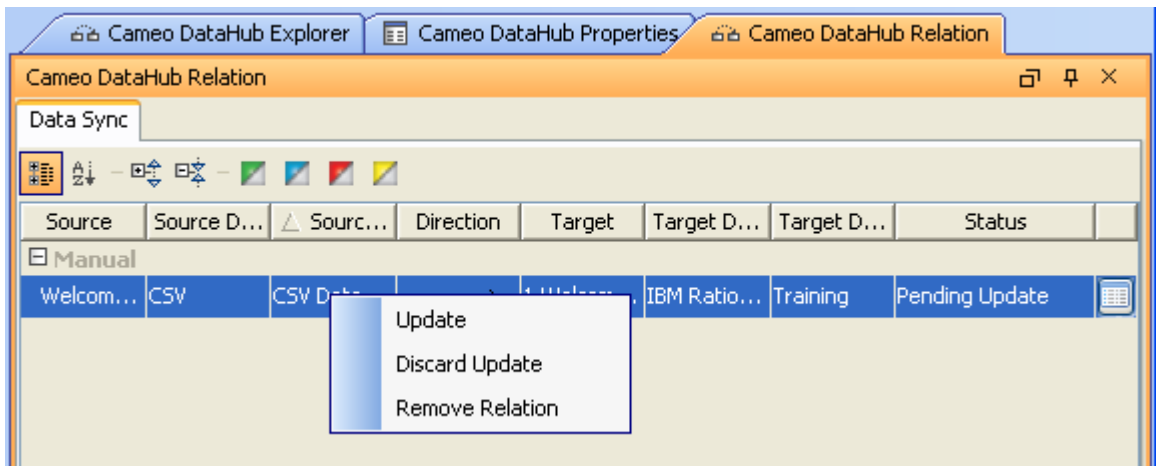 Cameo DataHub Explorer Cameo DataHub Properties Cameo DataHub Relation
Cameo DataHub Relation
Data Sync
Source Source D... Sourc... Direction Target Target D... Target D... Status
Manual
Welcom... CSV CSV Data IBM Ratio... Training Pending Update
Update
Discard Update
Remove Relation